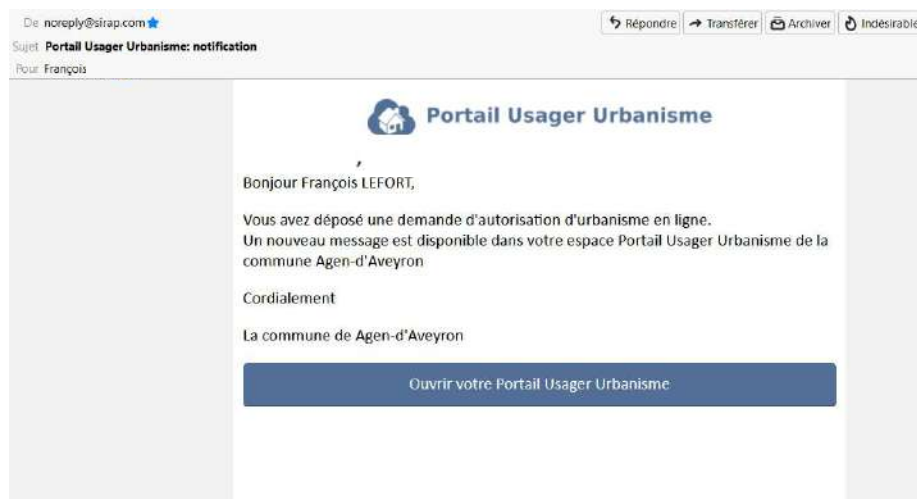 De noreply@sirap.com
Répondre Transférer Archiver Indésirable
Sujet Portail Usager Urbanisme: notification
Pour François
Portail Usager Urbanisme
,
Bonjour François LEFORT,
Vous avez déposé une demande d'autorisation d'urbanisme en ligne.
Un nouveau message est disponible dans votre espace Portail Usager Urbanisme de la
commune Agen-d'Aveyron
Cordialement
La commune de Agen-d'Aveyron
Ouvrir votre Portail Usager Urbanisme